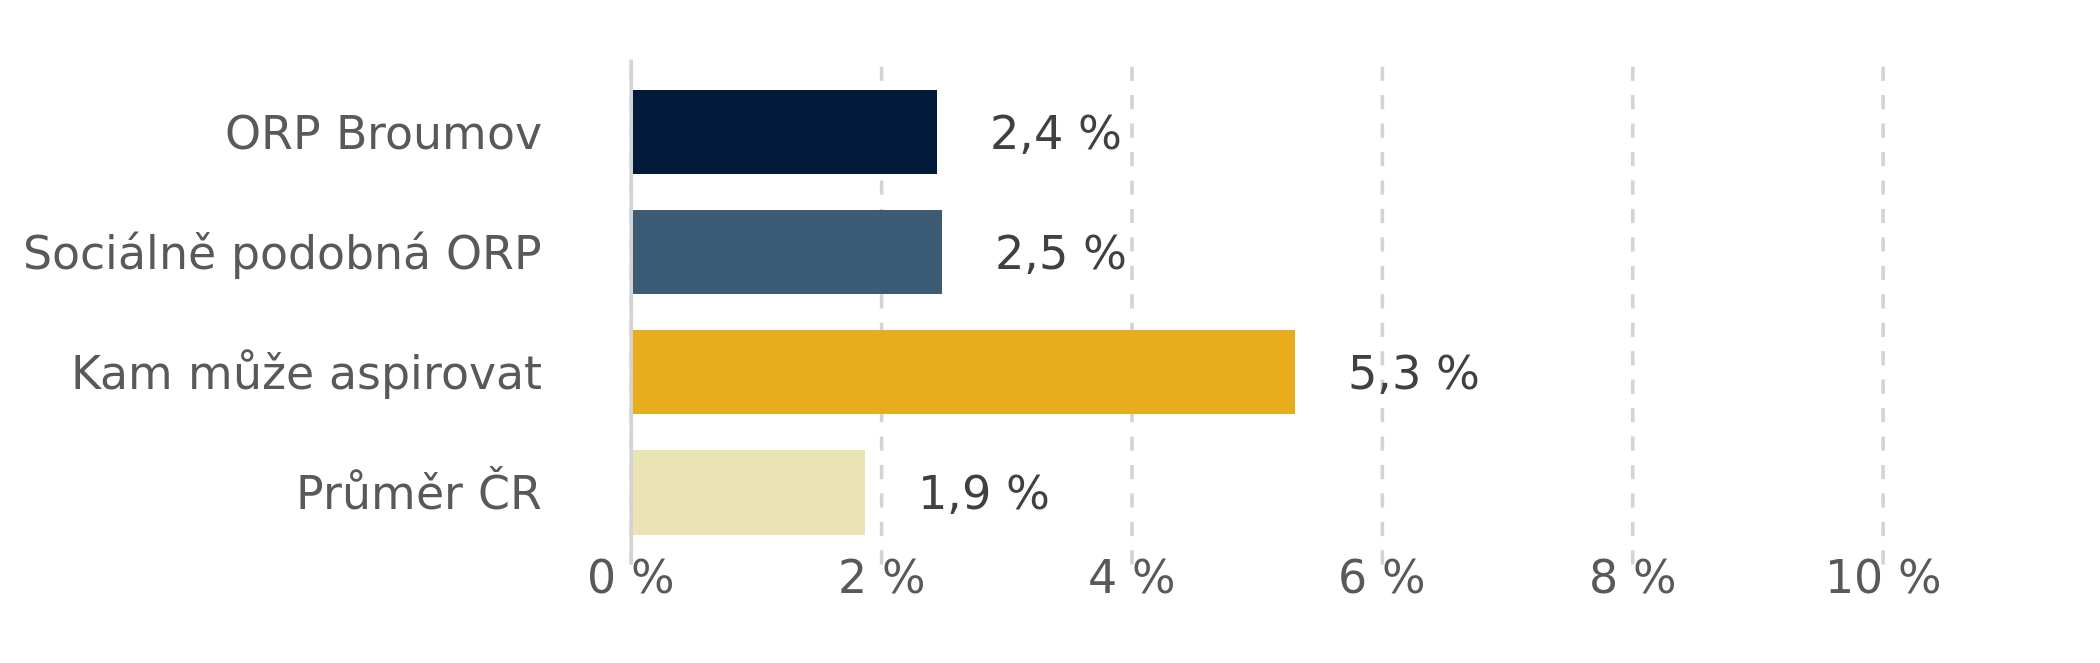 ORP Broumov 2,4 %
Sociálně podobná ORP 2,5 %
Kam může aspirovat 5,3 %
Průměr ČR 1,9 %
0 % 2 % 4 % 6 % 8 % 10 %